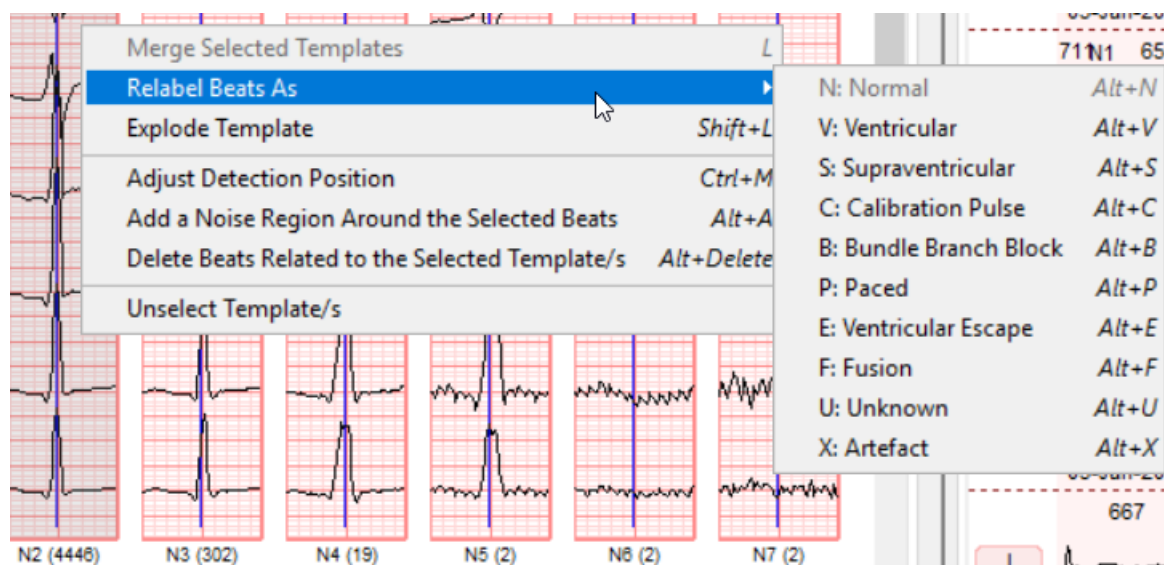 Merge Selected Templates L
Relabel Beats As
Explode Template Shift+L
Adjust Detection Position Ctrl+M
Add a Noise Region Around the Selected Beats Alt+A
Delete Beats Related to the Selected Template/s Alt+Delete
Unselect Template/s
N: Normal Alt+N
V: Ventricular Alt+V
S: Supraventricular Alt+S
C: Calibration Pulse Alt+C
B: Bundle Branch Block Alt+B
P: Paced Alt+P
E: Ventricular Escape Alt+E
F: Fusion Alt+F
U: Unknown Alt+U
X: Artefact Alt+X
N2 (4446) N3 (302) N4 (19) N5 (2) N6 (2) N7 (2)
711 N1 65
667